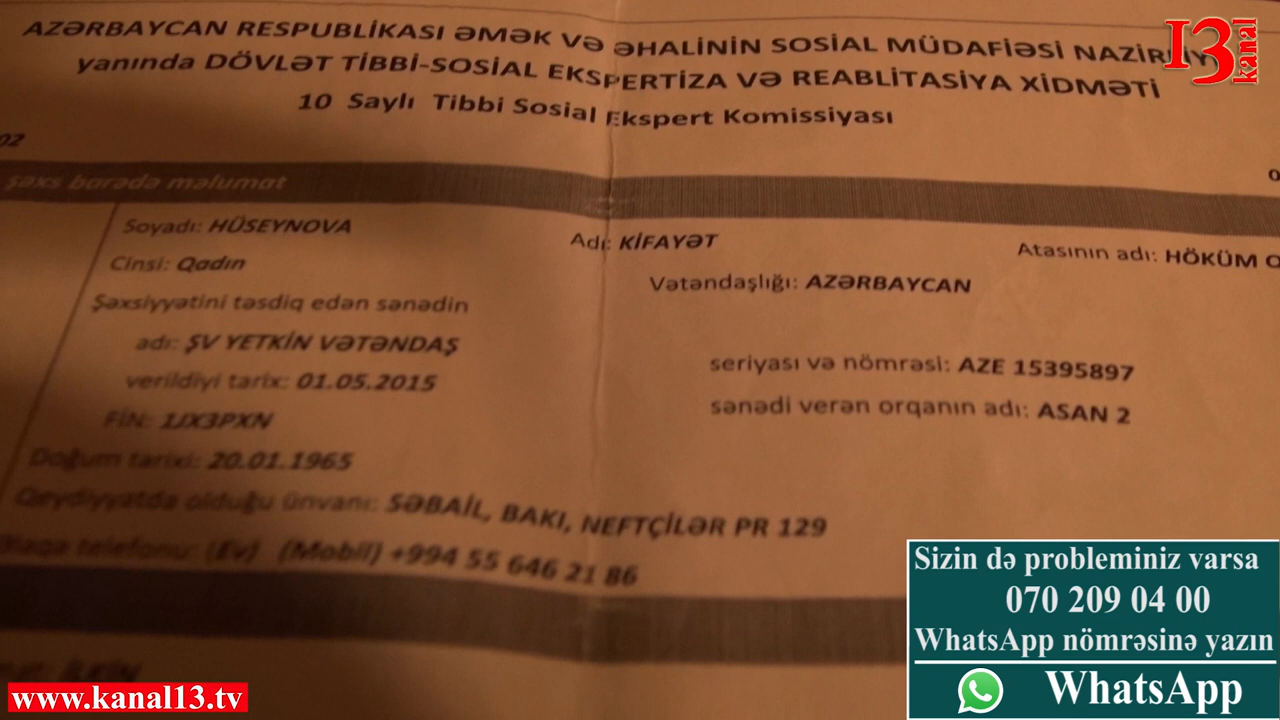 AZƏRBAYCAN RESPUBLİKASI ƏMƏK VƏ ƏHALİNİN SOSİAL MÜDAFİƏSİ NAZİRLİY
yanında DÖVLƏT TİBBİ-SOSİAL EKSPERTİZA VƏ REABLİTASİYA XİDMƏTİ
10 Saylı Tibbi Sosial Ekspert Komissiyası
02
şəxs barədə məlumat
Soyadı: HÜSEYNOVA Adı: KİFAYƏT Atasının adı: HÖKÜM O
Cinsi: Qadın Vətəndaşlığı: AZƏRBAYCAN
Şəxsiyyətini təsdiq edən sənədin
adı: ŞV YETKİN VƏTƏNDAŞ seriyası və nömrəsi: AZE 15395897
verildiyi tarix: 01.05.2015 sənədi verən orqanın adı: ASAN 2
FİN: 1JX3PXN
Doğum tarixi: 20.01.1965
Qeydiyyatda olduğu ünvanı: SƏBAİL, BAKI, NEFTÇİLƏR PR 129
telefonu: (Ev) (Mobil) +994 55 646 21 86
13 kanal
Sizin də probleminiz varsa
070 209 04 00
WhatsApp nömrəsinə yazın
WhatsApp
www.kanal13.tv